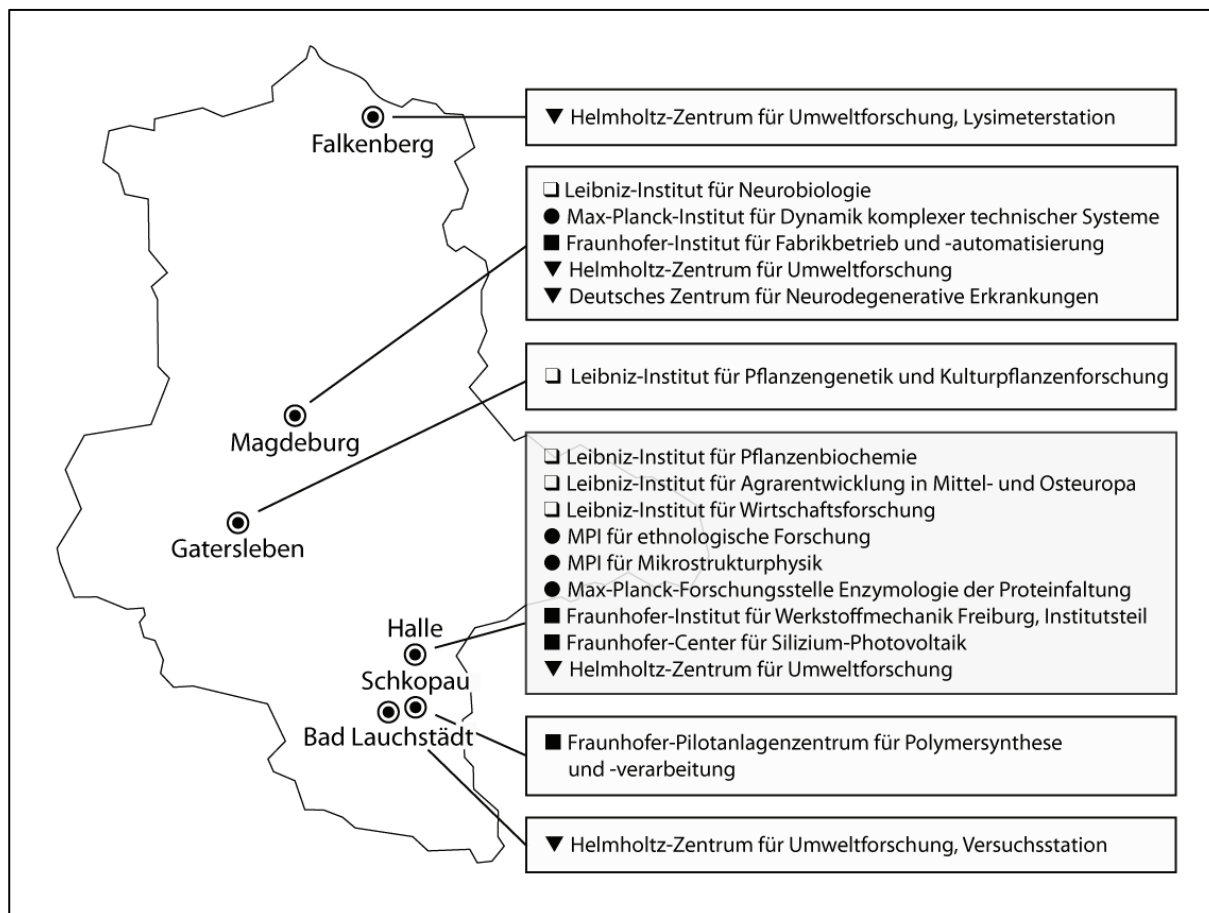 Falkenberg
▼ Helmholtz-Zentrum für Umweltforschung, Lysimeterstation
Magdeburg
❑ Leibniz-Institut für Neurobiologie
● Max-Planck-Institut für Dynamik komplexer technischer Systeme
■ Fraunhofer-Institut für Fabrikbetrieb und -automatisierung
▼ Helmholtz-Zentrum für Umweltforschung
▼ Deutsches Zentrum für Neurodegenerative Erkrankungen
Gatersleben
❑ Leibniz-Institut für Pflanzengenetik und Kulturpflanzenforschung
Halle
❑ Leibniz-Institut für Pflanzenbiochemie
❑ Leibniz-Institut für Agrarentwicklung in Mittel- und Osteuropa
❑ Leibniz-Institut für Wirtschaftsforschung
● MPI für ethnologische Forschung
● MPI für Mikrostrukturphysik
● Max-Planck-Forschungsstelle Enzymologie der Proteinfaltung
■ Fraunhofer-Institut für Werkstoffmechanik Freiburg, Institutsteil
■ Fraunhofer-Center für Silizium-Photovoltaik
▼ Helmholtz-Zentrum für Umweltforschung
Schkopau
■ Fraunhofer-Pilotanlagenzentrum für Polymersynthese
und -verarbeitung
Bad Lauchstädt
▼ Helmholtz-Zentrum für Umweltforschung, Versuchsstation